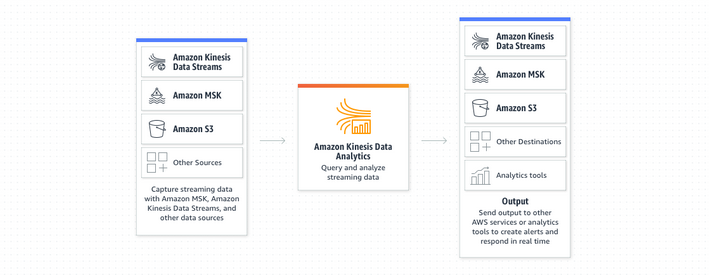 Amazon Kinesis
Data Streams
Amazon MSK
Amazon S3
Other Sources
Capture streaming data
with Amazon MSK, Amazon
Kinesis Data Streams, and
other data sources
Amazon Kinesis Data
Analytics
Query and analyze
streaming data
Amazon Kinesis
Data Streams
Amazon MSK
Amazon S3
Other Destinations
Analytics tools
Output
Send output to other
AWS services or analytics
tools to create alerts and
respond in real time